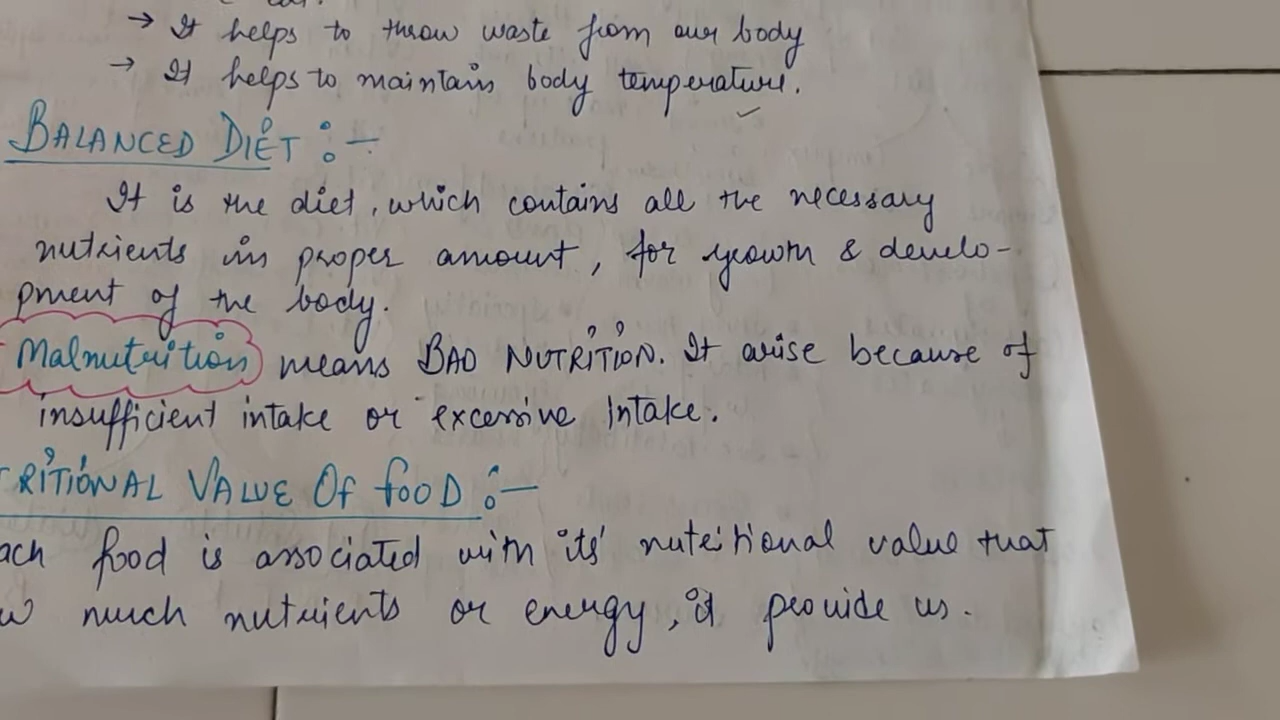 → It helps to throw waste from our body
→ It helps to maintain body temperature.
BALANCED DIET :-
It is the diet, which contains all the necessary
nutrients in proper amount, for growth & develo-
pment of the body.
Malnutrition means BAD NUTRITION. It arise because of
insufficient intake or excessive intake.
RITIONAL VALUE Of fooD :-
ach food is associated with its' nutritional value that
w much nutrients or energy, it provide us.